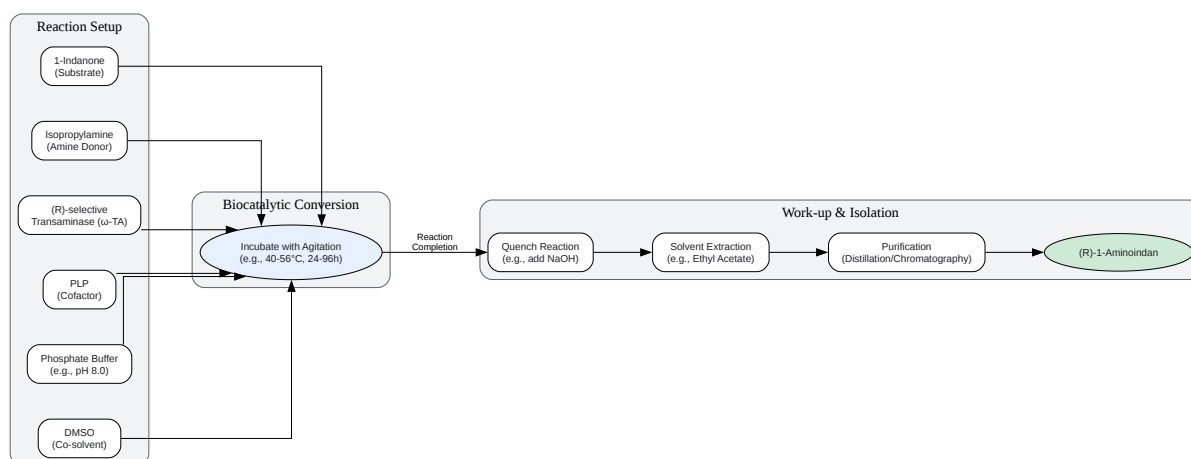 Reaction Setup
1-Indanone
(Substrate)
Isopropylamine
(Amine Donor)
(R)-selective
Transaminase (ω-TA)
PLP
(Cofactor)
Phosphate Buffer
(e.g., pH 8.0)
DMSO
(Co-solvent)
Biocatalytic Conversion
Incubate with Agitation
(e.g., 40-56°C, 24-96h)
Reaction
Completion
Work-up & Isolation
Quench Reaction
(e.g., add NaOH)
Solvent Extraction
(e.g., Ethyl Acetate)
Purification
(Distillation/Chromatography)
(R)-1-Aminoindan